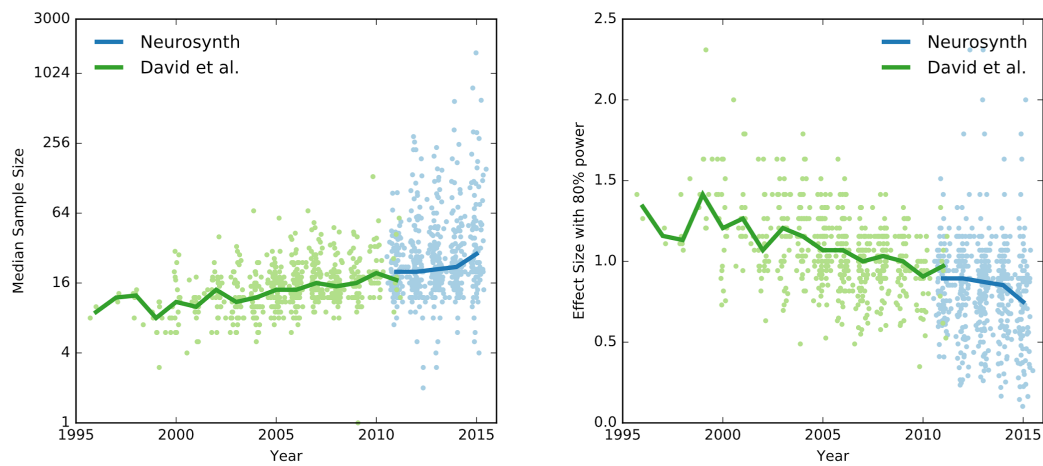 3000
1024
256
64
16
4
1
Median Sample Size
Neurosynth
David et al.
1995
2000
2005
2010
2015
Year
2.5
2.0
1.5
1.0
0.5
0.0
Effect Size with 80% power
Neurosynth
David et al.
1995
2000
2005
2010
2015
Year